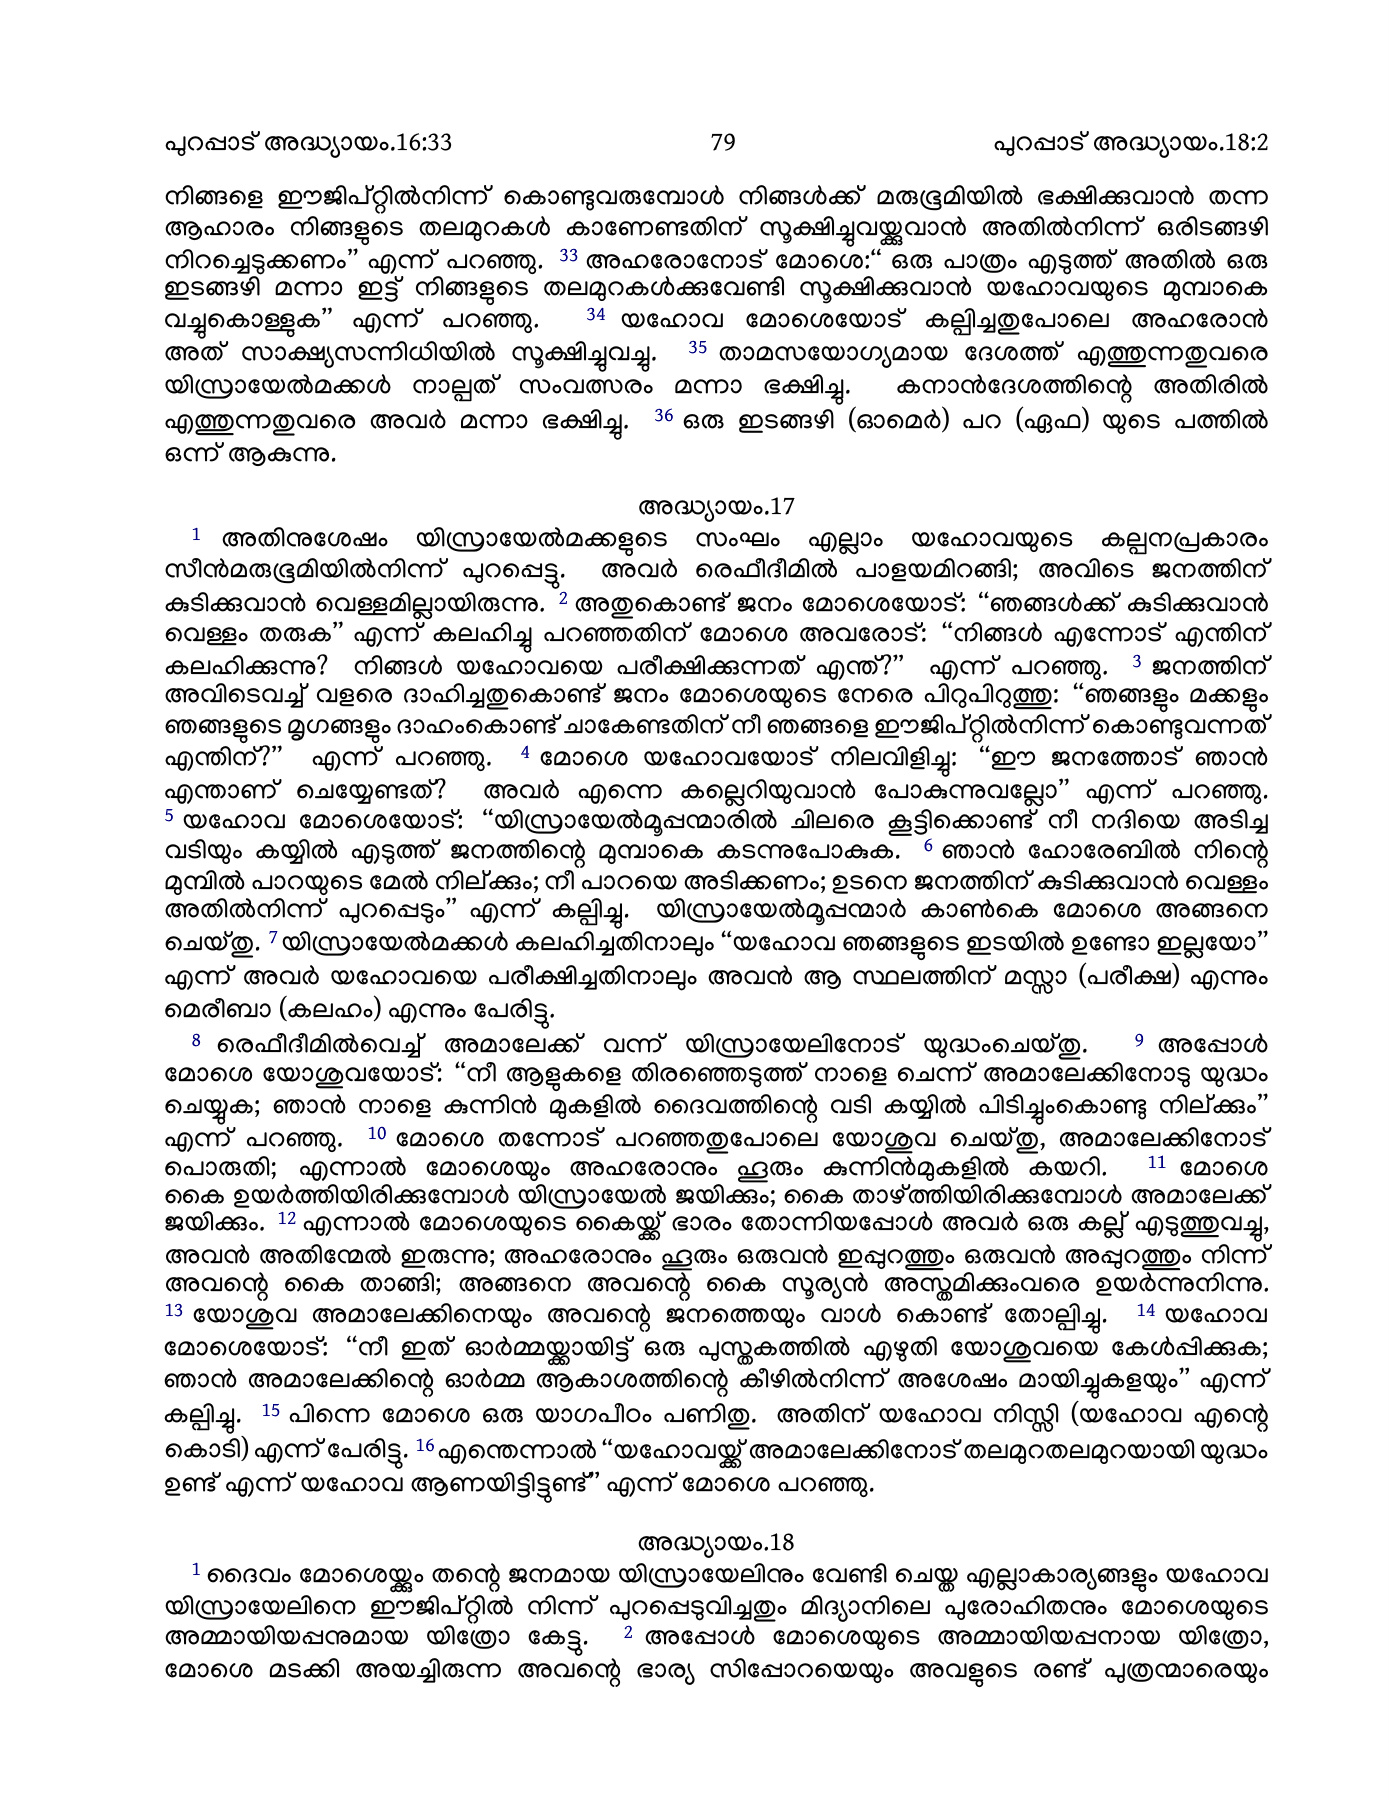 പുറപ്പാട് അദ്ധ്യായം.16:33 79 പുറപ്പാട് അദ്ധ്യായം.18:2
നിങ്ങളെ ഈജിപ്റ്റിൽനിന്ന് കൊണ്ടുവരുമ്പോൾ നിങ്ങൾക്ക് മരുഭൂമിയിൽ ഭക്ഷിക്കുവാൻ തന്ന
ആഹാരം നിങ്ങളുടെ തലമുറകൾ കാണേണ്ടതിന് സൂക്ഷിച്ചുവയ്ക്കുവാൻ അതിൽനിന്ന് ഒരിടങ്ങഴി
നിറച്ചെടുക്കണം” എന്ന് പറഞ്ഞു. 33 അഹരോനോട് മോശെ:“ ഒരു പാത്രം എടുത്ത് അതിൽ ഒരു
ഇടങ്ങഴി മന്നാ ഇട്ട് നിങ്ങളുടെ തലമുറകൾക്കുവേണ്ടി സൂക്ഷിക്കുവാൻ യഹോവയുടെ മുമ്പാകെ
വച്ചുകൊള്ളുക” എന്ന് പറഞ്ഞു. 34 യഹോവ മോശെയോട് കല്പിച്ചതുപോലെ അഹരോൻ
അത് സാക്ഷ്യസന്നിധിയിൽ സൂക്ഷിച്ചുവച്ചു. 35 താമസയോഗ്യമായ ദേശത്ത് എത്തുന്നതുവരെ
യിസ്രായേൽമക്കൾ നാല്പത് സംവത്സരം മന്നാ ഭക്ഷിച്ചു. കനാൻദേശത്തിന്റെ അതിരിൽ
എത്തുന്നതുവരെ അവർ മന്നാ ഭക്ഷിച്ചു. 36 ഒരു ഇടങ്ങഴി (ഓമെർ) പറ (ഏഫ) യുടെ പത്തിൽ
ഒന്ന് ആകുന്നു.
അദ്ധ്യായം.17
1 അതിനുശേഷം യിസ്രായേൽമക്കളുടെ സംഘം എല്ലാം യഹോവയുടെ കല്പനപ്രകാരം
സീൻമരുഭൂമിയിൽനിന്ന് പുറപ്പെട്ടു. അവർ രെഫീദീമിൽ പാളയമിറങ്ങി; അവിടെ ജനത്തിന്
കുടിക്കുവാൻ വെള്ളമില്ലായിരുന്നു. 2 അതുകൊണ്ട് ജനം മോശെയോട്: “ഞങ്ങൾക്ക് കുടിക്കുവാൻ
വെള്ളം തരുക” എന്ന് കലഹിച്ചു പറഞ്ഞതിന് മോശെ അവരോട്: “നിങ്ങൾ എന്നോട് എന്തിന്
കലഹിക്കുന്നു? നിങ്ങൾ യഹോവയെ പരീക്ഷിക്കുന്നത് എന്ത്?” എന്ന് പറഞ്ഞു. 3 ജനത്തിന്
അവിടെവച്ച് വളരെ ദാഹിച്ചതുകൊണ്ട് ജനം മോശെയുടെ നേരെ പിറുപിറുത്തു: “ഞങ്ങളും മക്കളും
ഞങ്ങളുടെ മൃഗങ്ങളും ദാഹംകൊണ്ട് ചാകേണ്ടതിന് നീ ഞങ്ങളെ ഈജിപ്റ്റിൽനിന്ന് കൊണ്ടുവന്നത്
എന്തിന്?” എന്ന് പറഞ്ഞു. 4 മോശെ യഹോവയോട് നിലവിളിച്ചു: “ഈ ജനത്തോട് ഞാൻ
എന്താണ് ചെയ്യേണ്ടത്? അവർ എന്നെ കല്ലെറിയുവാൻ പോകുന്നുവല്ലോ” എന്ന് പറഞ്ഞു.
5 യഹോവ മോശെയോട്: “യിസ്രായേൽമൂപ്പന്മാരിൽ ചിലരെ കൂട്ടിക്കൊണ്ട് നീ നദിയെ അടിച്ച
വടിയും കയ്യിൽ എടുത്ത് ജനത്തിന്റെ മുമ്പാകെ കടന്നുപോകുക. 6 ഞാൻ ഹോരേബിൽ നിന്റെ
മുമ്പിൽ പാറയുടെ മേൽ നില്ക്കും; നീ പാറയെ അടിക്കണം; ഉടനെ ജനത്തിന് കുടിക്കുവാൻ വെള്ളം
അതിൽനിന്ന് പുറപ്പെടും” എന്ന് കല്പിച്ചു. യിസ്രായേൽമൂപ്പന്മാർ കാൺകെ മോശെ അങ്ങനെ
ചെയ്തു. 7 യിസ്രായേൽമക്കൾ കലഹിച്ചതിനാലും “യഹോവ ഞങ്ങളുടെ ഇടയിൽ ഉണ്ടോ ഇല്ലയോ”
എന്ന് അവർ യഹോവയെ പരീക്ഷിച്ചതിനാലും അവൻ ആ സ്ഥലത്തിന് മസ്സാ (പരീക്ഷ) എന്നും
മെരീബാ (കലഹം) എന്നും പേരിട്ടു.
8 രെഫീദീമിൽവെച്ച് അമാലേക്ക് വന്ന് യിസ്രായേലിനോട് യുദ്ധംചെയ്തു. 9 അപ്പോൾ
മോശെ യോശുവയോട്: “നീ ആളുകളെ തിരഞ്ഞെടുത്ത് നാളെ ചെന്ന് അമാലേക്കിനോടു യുദ്ധം
ചെയ്യുക; ഞാൻ നാളെ കുന്നിൻ മുകളിൽ ദൈവത്തിന്റെ വടി കയ്യിൽ പിടിച്ചുംകൊണ്ടു നില്ക്കും”
എന്ന് പറഞ്ഞു. 10 മോശെ തന്നോട് പറഞ്ഞതുപോലെ യോശുവ ചെയ്തു, അമാലേക്കിനോട്
പൊരുതി; എന്നാൽ മോശെയും അഹരോനും ഹൂരും കുന്നിൻമുകളിൽ കയറി. 11 മോശെ
കൈ ഉയർത്തിയിരിക്കുമ്പോൾ യിസ്രായേൽ ജയിക്കും; കൈ താഴ്ത്തിയിരിക്കുമ്പോൾ അമാലേക്ക്
ജയിക്കും. 12 എന്നാൽ മോശെയുടെ കൈയ്ക്ക് ഭാരം തോന്നിയപ്പോൾ അവർ ഒരു കല്ല് എടുത്തുവച്ചു,
അവൻ അതിന്മേൽ ഇരുന്നു; അഹരോനും ഹൂരും ഒരുവൻ ഇപ്പുറത്തും ഒരുവൻ അപ്പുറത്തും നിന്ന്
അവന്റെ കൈ താങ്ങി; അങ്ങനെ അവന്റെ കൈ സൂര്യൻ അസ്തമിക്കുംവരെ ഉയർന്നുനിന്നു.
13 യോശുവ അമാലേക്കിനെയും അവന്റെ ജനത്തെയും വാൾ കൊണ്ട് തോല്പിച്ചു. 14 യഹോവ
മോശെയോട്: “നീ ഇത് ഓർമ്മയ്ക്കായിട്ട് ഒരു പുസ്തകത്തിൽ എഴുതി യോശുവയെ കേൾപ്പിക്കുക;
ഞാൻ അമാലേക്കിന്റെ ഓർമ്മ ആകാശത്തിന്റെ കീഴിൽനിന്ന് അശേഷം മായിച്ചുകളയും” എന്ന്
കല്പിച്ചു. 15 പിന്നെ മോശെ ഒരു യാഗപീഠം പണിതു. അതിന് യഹോവ നിസ്സി (യഹോവ എന്റെ
കൊടി) എന്ന് പേരിട്ടു. 16 എന്തെന്നാൽ “യഹോവയ്ക്ക് അമാലേക്കിനോട് തലമുറതലമുറയായി യുദ്ധം
ഉണ്ട് എന്ന് യഹോവ ആണയിട്ടിട്ടുണ്ട്” എന്ന് മോശെ പറഞ്ഞു.
അദ്ധ്യായം.18
1 ദൈവം മോശെയ്ക്കും തന്റെ ജനമായ യിസ്രായേലിനും വേണ്ടി ചെയ്ത എല്ലാകാര്യങ്ങളും യഹോവ
യിസ്രായേലിനെ ഈജിപ്റ്റിൽ നിന്ന് പുറപ്പെടുവിച്ചതും മിദ്യാനിലെ പുരോഹിതനും മോശെയുടെ
അമ്മായിയപ്പനുമായ യിത്രോ കേട്ടു. 2 അപ്പോൾ മോശെയുടെ അമ്മായിയപ്പനായ യിത്രോ,
മോശെ മടക്കി അയച്ചിരുന്ന അവന്റെ ഭാര്യ സിപ്പോറയെയും അവളുടെ രണ്ട് പുത്രന്മാരെയും